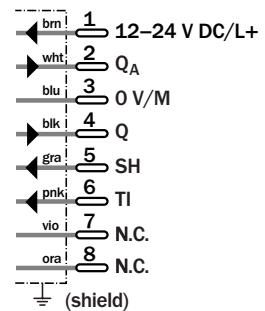 brn 1 12–24 V DC/L+
wht 2 QA
blu 3 0 V/M
blk 4 Q
gra 5 SH
pnk 6 TI
vio 7 N.C.
ora 8 N.C.
(shield)